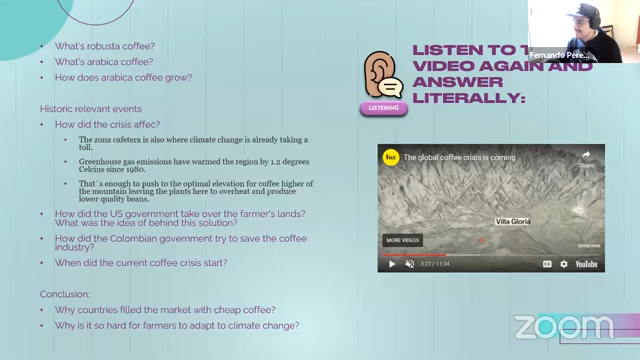 What's robusta coffee?
What's arabica coffee?
How does arabica coffee grow?
Historic relevant events
How did the crisis affec?
The zona cafetera is also where climate change is already taking a
toll.
Greenhouse gas emissions have warmed the region by 1.2 degrees
Celcius since 1980.
That´s enough to push to the optimal elevation for coffee higher of
the mountain leaving the plants here to overheat and produce
lower quality beans.
How did the US government take over the farmer's lands?
What was the idea of behind this solution?
How did the Colombian government try to save the coffee
industry?
When did the current coffee crisis start?
Conclusion:
Why countries filled the market with cheap coffee?
Why is it so hard for farmers to adapt to climate change?
LISTENING
LISTEN TO T
VIDEO AGAIN AND
ANSWER
LITERALLY:
Fernando Pere...
Vox
The global coffee crisis is coming
Share
Villa Gloria
MORE VIDEOS
3:22 / 11:34
CC
YouTube
zoom